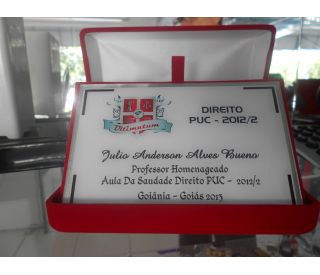 Ultimatum
DIREITO
PUC - 2012/2
Julio Anderson Alves Bueno
Professor Homenageado
Aula Da Saudade Direito PUC - 2012/2
Goiânia - Goiás 2013